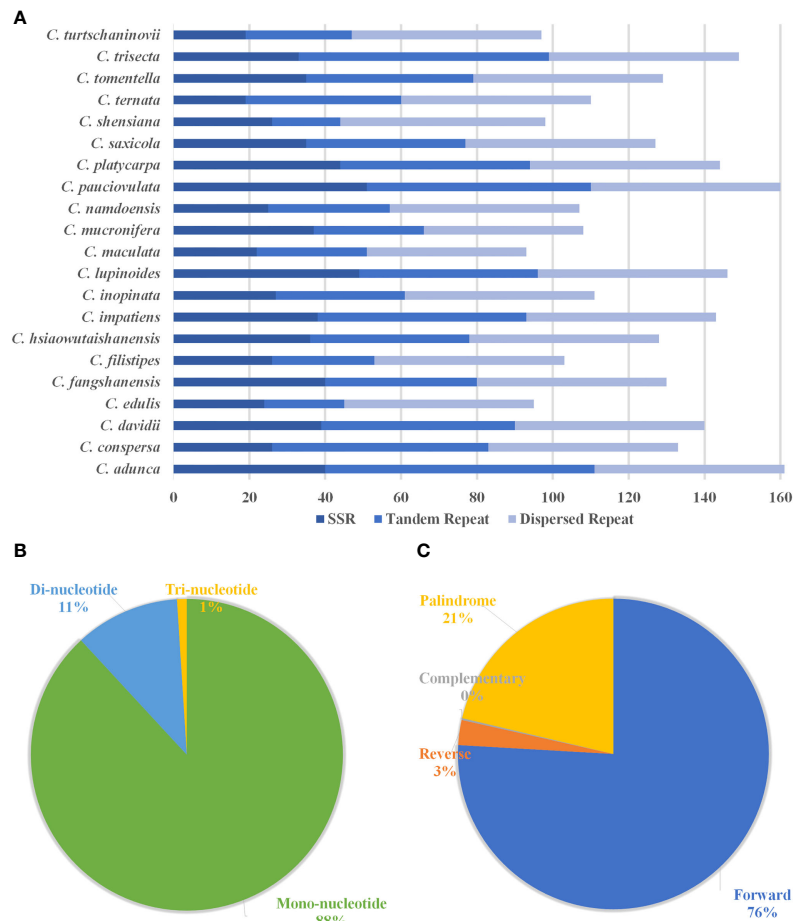 A
C. turtschaninovii
C. trisecta
C. tomentella
C. ternata
C. shensiana
C. saxicola
C. platycarpa
C. pauciovulata
C. namdoensis
C. mucronifera
C. maculata
C. lupinoides
C. inopinata
C. impatiens
C. hsiaowutaishanensis
C. filistipes
C. fangshanensis
C. edulis
C. davidii
C. conspersa
C. adunca
0 20 40 60 80 100 120 140 160
SSR Tandem Repeat Dispersed Repeat
B
Di-nucleotide
11%
Tri-nucleotide
1%
Mono-nucleotide
88%
C
Palindrome
21%
Complementary
0%
Reverse
3%
Forward
76%